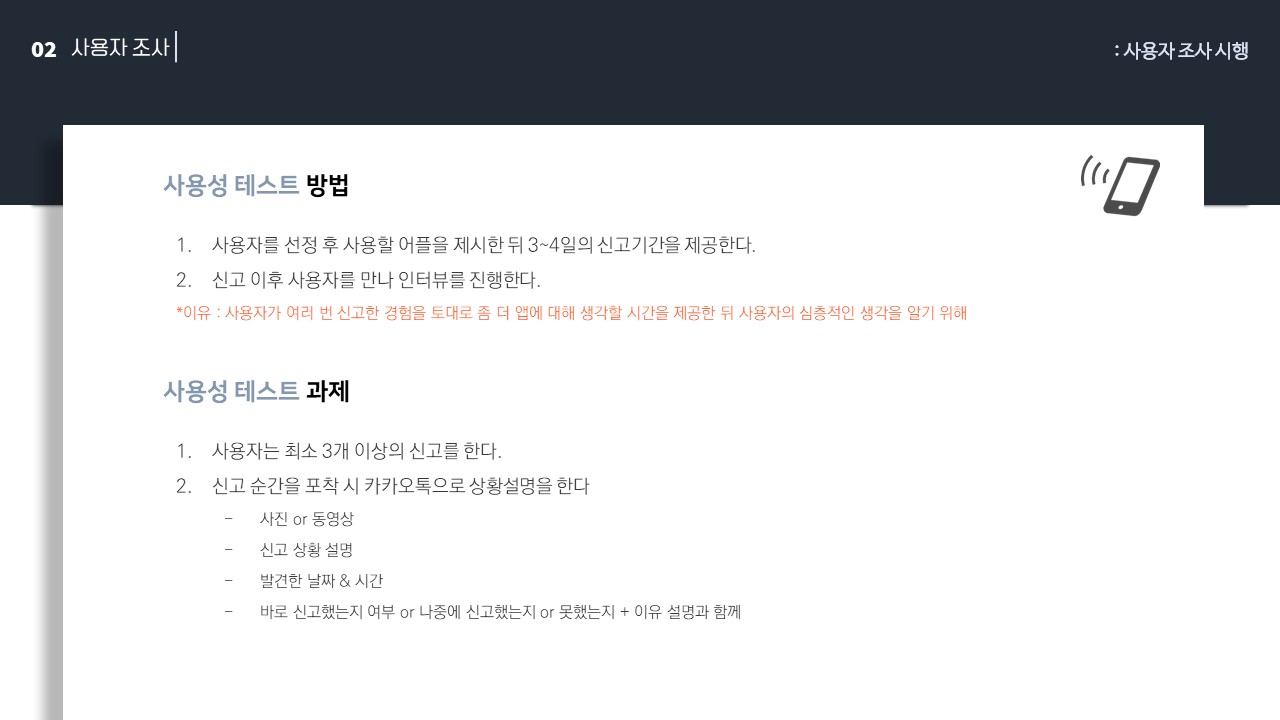 02 사용자 조사
: 사용자 조사 시행
사용성 테스트 방법
1. 사용자를 선정 후 사용할 어플을 제시한 뒤 3~4일의 신고기간을 제공한다.
2. 신고 이후 사용자를 만나 인터뷰를 진행한다.
*이유 : 사용자가 여러 번 신고한 경험을 토대로 좀 더 앱에 대해 생각할 시간을 제공한 뒤 사용자의 심층적인 생각을 알기 위해
사용성 테스트 과제
1. 사용자는 최소 3개 이상의 신고를 한다.
2. 신고 순간을 포착 시 카카오톡으로 상황설명을 한다
- 사진 or 동영상
- 신고 상황 설명
- 발견한 날짜 & 시간
- 바로 신고했는지 여부 or 나중에 신고했는지 or 못했는지 + 이유 설명과 함께